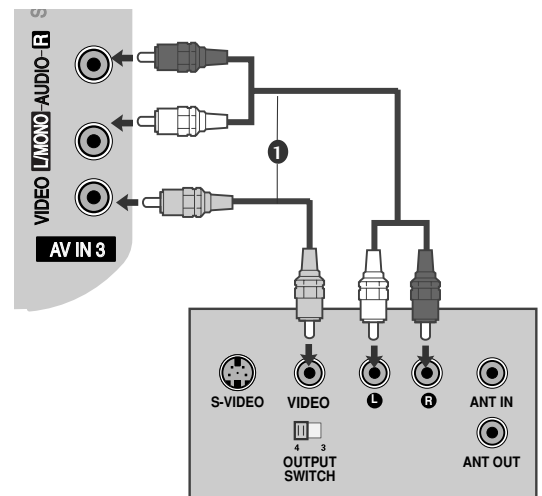 VIDEO L/MONO-AUDIO-R
AV IN 3
1
S-VIDEO
VIDEO
L
R
ANT IN
4 3
OUTPUT
SWITCH
ANT OUT